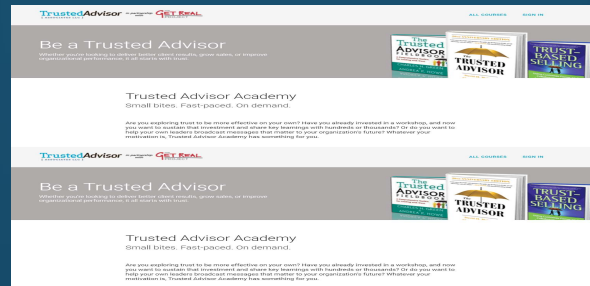 TrustedAdvisor in partnership with GET REAL
ALL COURSES SIGN IN
Be a Trusted Advisor
Whether you're looking to deliver better client results, grow sales, or improve
organizational performance, it all starts with trust.
The
Trusted
ADVISOR
FIELDBOOK
THE
TRUSTED
ADVISOR
TRUST-
BASED
SELLING
Trusted Advisor Academy
Small bites. Fast-paced. On demand.
Are you exploring trust to be more effective on your own? Have you already invested in a workshop, and now
you want to sustain that investment and share key learnings with hundreds or thousands? Or do you want to
help your own leaders broadcast messages that matter to your organization's future? Whatever your
motivation is, Trusted Advisor Academy has something for you.
TrustedAdvisor in partnership with GET REAL
ALL COURSES SIGN IN
Be a Trusted Advisor
Whether you're looking to deliver better client results, grow sales, or improve
organizational performance, it all starts with trust.
The
Trusted
ADVISOR
FIELDBOOK
THE
TRUSTED
ADVISOR
TRUST-
BASED
SELLING
Trusted Advisor Academy
Small bites. Fast-paced. On demand.
Are you exploring trust to be more effective on your own? Have you already invested in a workshop, and now
you want to sustain that investment and share key learnings with hundreds or thousands? Or do you want to
help your own leaders broadcast messages that matter to your organization's future? Whatever your
motivation is, Trusted Advisor Academy has something for you.